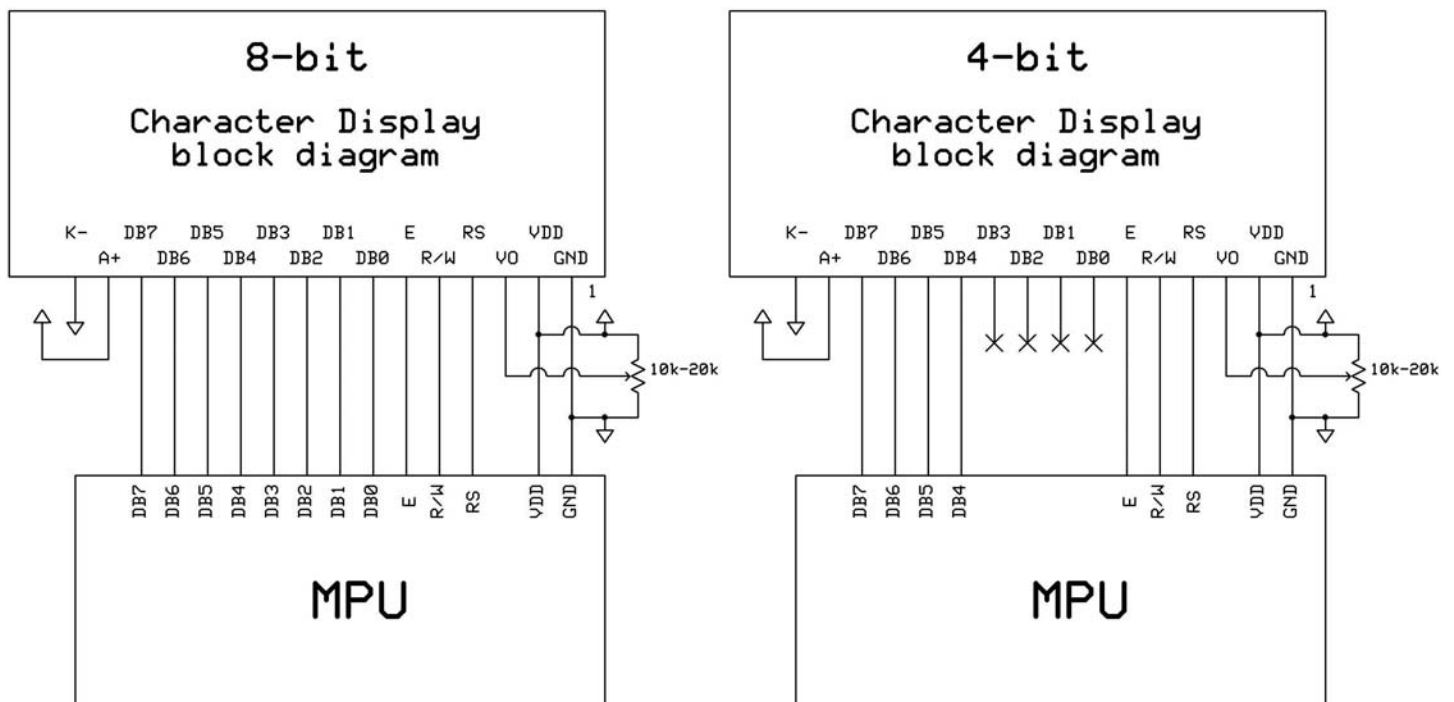 8-bit
Character Display
block diagram
K- DB7 DB5 DB3 DB1 E RS VDD
A+ DB6 DB4 DB2 DB0 R/W VO GND
1
10k-20k
DB7 DB6 DB5 DB4 DB3 DB2 DB1 DB0 E R/W RS VDD GND
MPU
4-bit
Character Display
block diagram
K- DB7 DB5 DB3 DB1 E RS VDD
A+ DB6 DB4 DB2 DB0 R/W VO GND
1
10k-20k
DB7 DB6 DB5 DB4 E R/W RS VDD GND
MPU